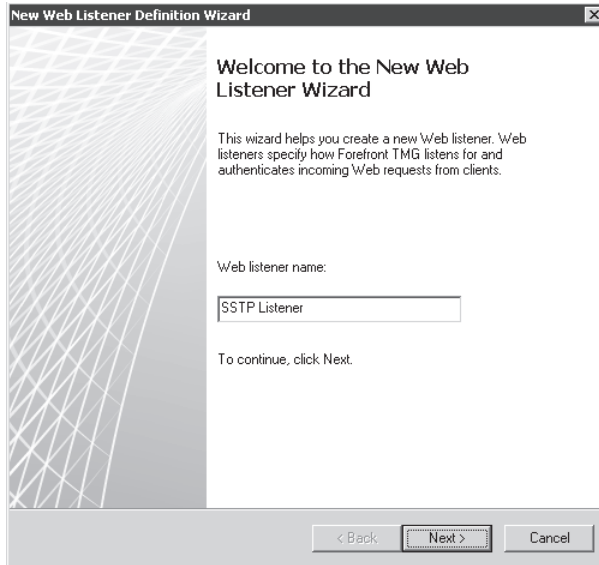 New Web Listener Definition Wizard
Welcome to the New Web
Listener Wizard
This wizard helps you create a new Web listener. Web
listeners specify how Forefront TMG listens for and
authenticates incoming Web requests from clients.
Web listener name:
SSTP Listener
To continue, click Next.
< Back
Next >
Cancel